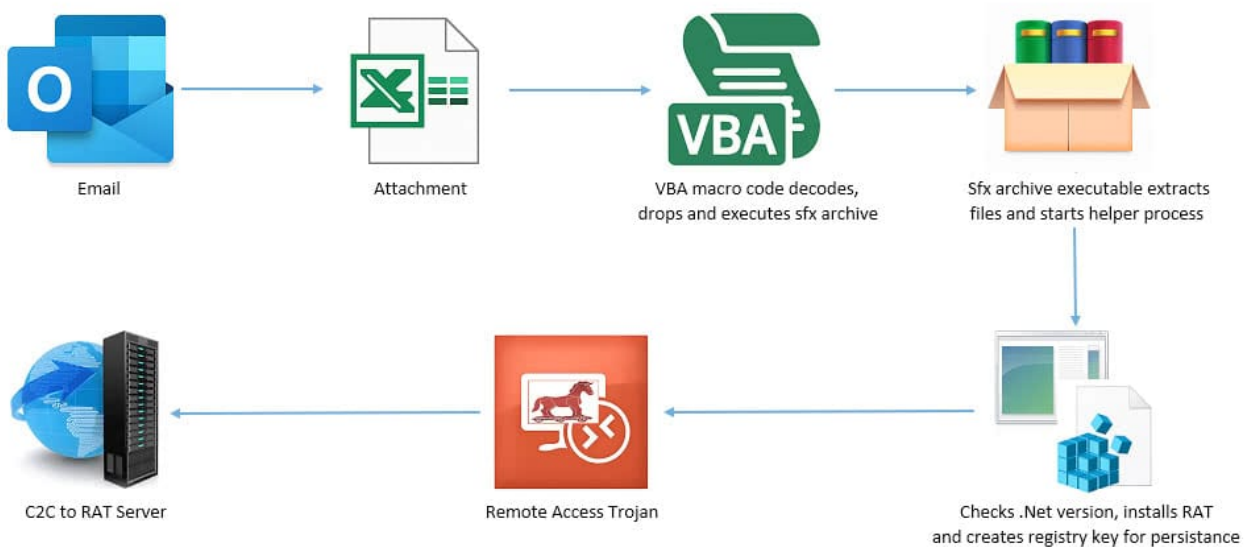 O
Email
Attachment
VBA
VBA macro code decodes,
drops and executes sfx archive
Sfx archive executable extracts
files and starts helper process
C2C to RAT Server
Remote Access Trojan
Checks .Net version, installs RAT
and creates registry key for persistance